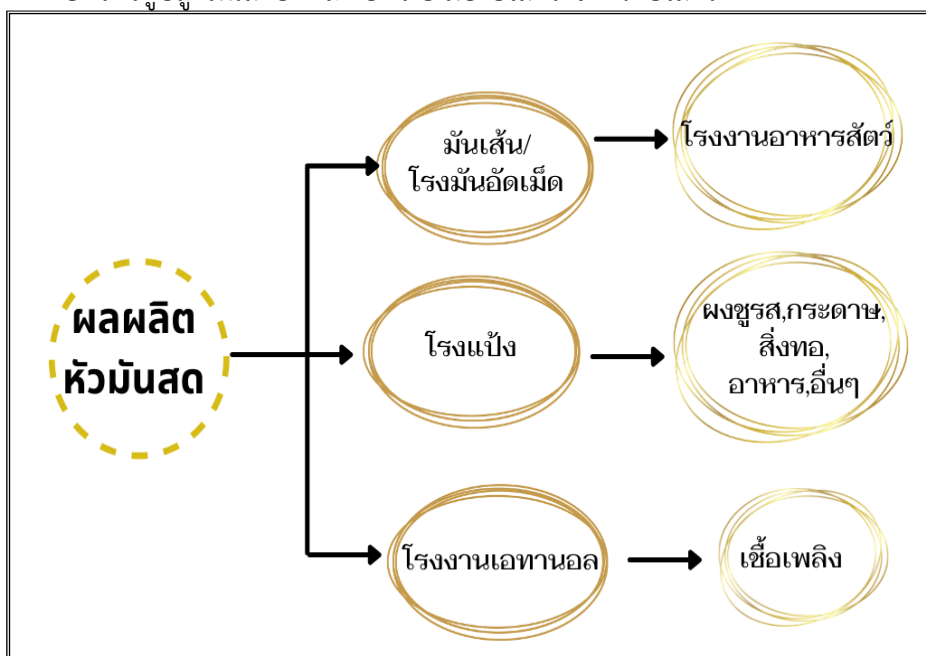 ผลผลิต
หัวมันสด
มันเส้น/
โรงมันอัดเม็ด
โรงงานอาหารสัตว์
โรงแป้ง
ผงชูรส,กระดาษ,
สิ่งทอ,
อาหาร,อื่นๆ
โรงงานเอทานอล
เชื้อเพลิง